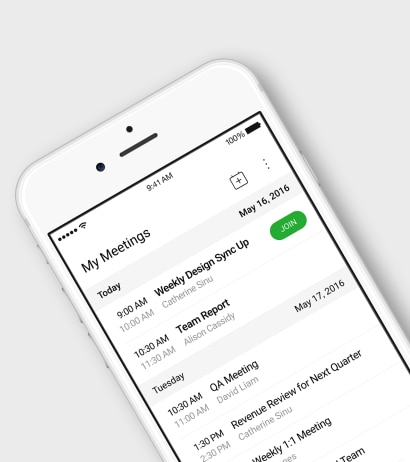 9:41 AM 100%
My Meetings
Today May 16, 2016
9:00 AM Weekly Design Sync Up JOIN
10:00 AM Catherine Sinu
10:30 AM Team Report
11:30 AM Alison Cassidy
Tuesday May 17, 2016
10:30 AM QA Meeting
11:00 AM David Liam
1:30 PM Revenue Review for Next Quarter
2:30 PM Catherine Sinu
Weekly 1:1 Meeting
Team